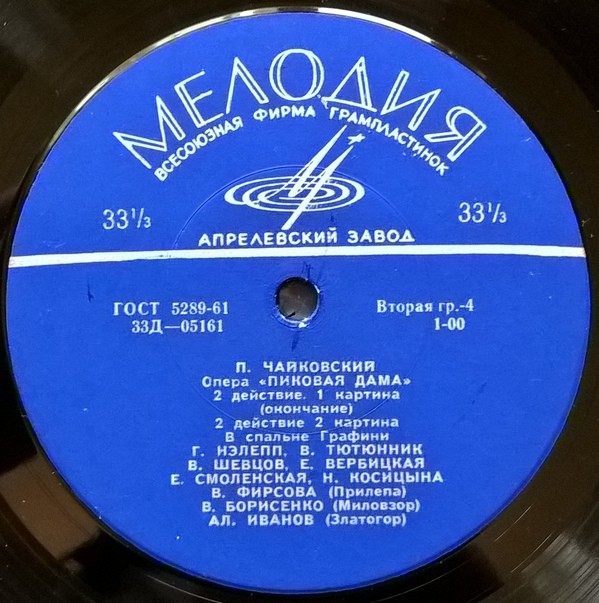 МЕЛОДИЯ
ВСЕСОЮЗНАЯ ФИРМА ГРАМПЛАСТИНОК
33⅓ 33⅓
АПРЕЛЕВСКИЙ ЗАВОД
ГОСТ 5289-61 Вторая гр.-4
33Д—05161 1-00
П. ЧАЙКОВСКИЙ
Опера «ПИКОВАЯ ДАМА»
2 действие. 1 картина
(окончание)
2 действие 2 картина
В спальне Графини
Г. НЭЛЕПП, В. ТЮТЮННИК
В. ШЕВЦОВ, Е. ВЕРБИЦКАЯ
Е. СМОЛЕНСКАЯ, Н. КОСИЦЫНА
В. ФИРСОВА (Прилепа)
В. БОРИСЕНКО (Миловзор)
АЛ. ИВАНОВ (Златогор)